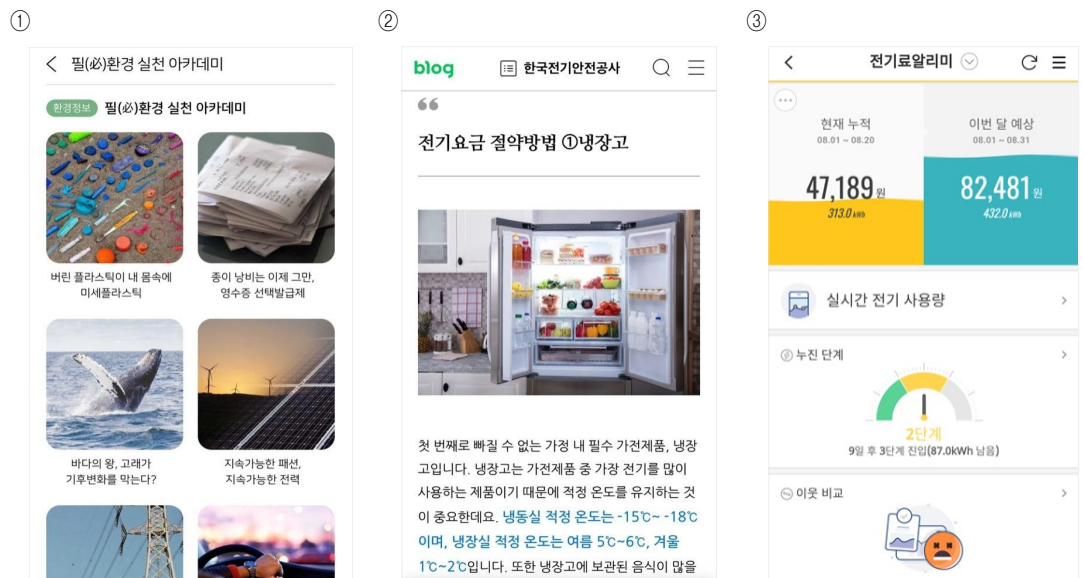 ①
필(必)환경 실천 아카데미
환경정보 필(必)환경 실천 아카데미
버린 플라스틱이 내 몸속에
미세플라스틱
종이 낭비는 이제 그만,
영수증 선택발급제
바다의 왕, 고래가
기후변화를 막는다?
지속가능한 패션,
지속가능한 전력
②
blog 한국전기안전공사
전기요금 절약방법 ①냉장고
첫 번째로 빠질 수 없는 가정 내 필수 가전제품, 냉장
고입니다. 냉장고는 가전제품 중 가장 전기를 많이
사용하는 제품이기 때문에 적정 온도를 유지하는 것
이 중요한데요. 냉동실 적정 온도는 -15℃~ -18℃
이며, 냉장실 적정 온도는 여름 5℃~6℃, 겨울
1℃~2℃입니다. 또한 냉장고에 보관된 음식이 많을
③
전기료알리미
현재 누적
08.01 ~ 08.20
47,189 원
313.0 kWh
이번 달 예상
08.01 ~ 08.31
82,481 원
432.0 kWh
실시간 전기 사용량
누진 단계
2단계
9일 후 3단계 진입(87.0kWh 남음)
이웃 비교